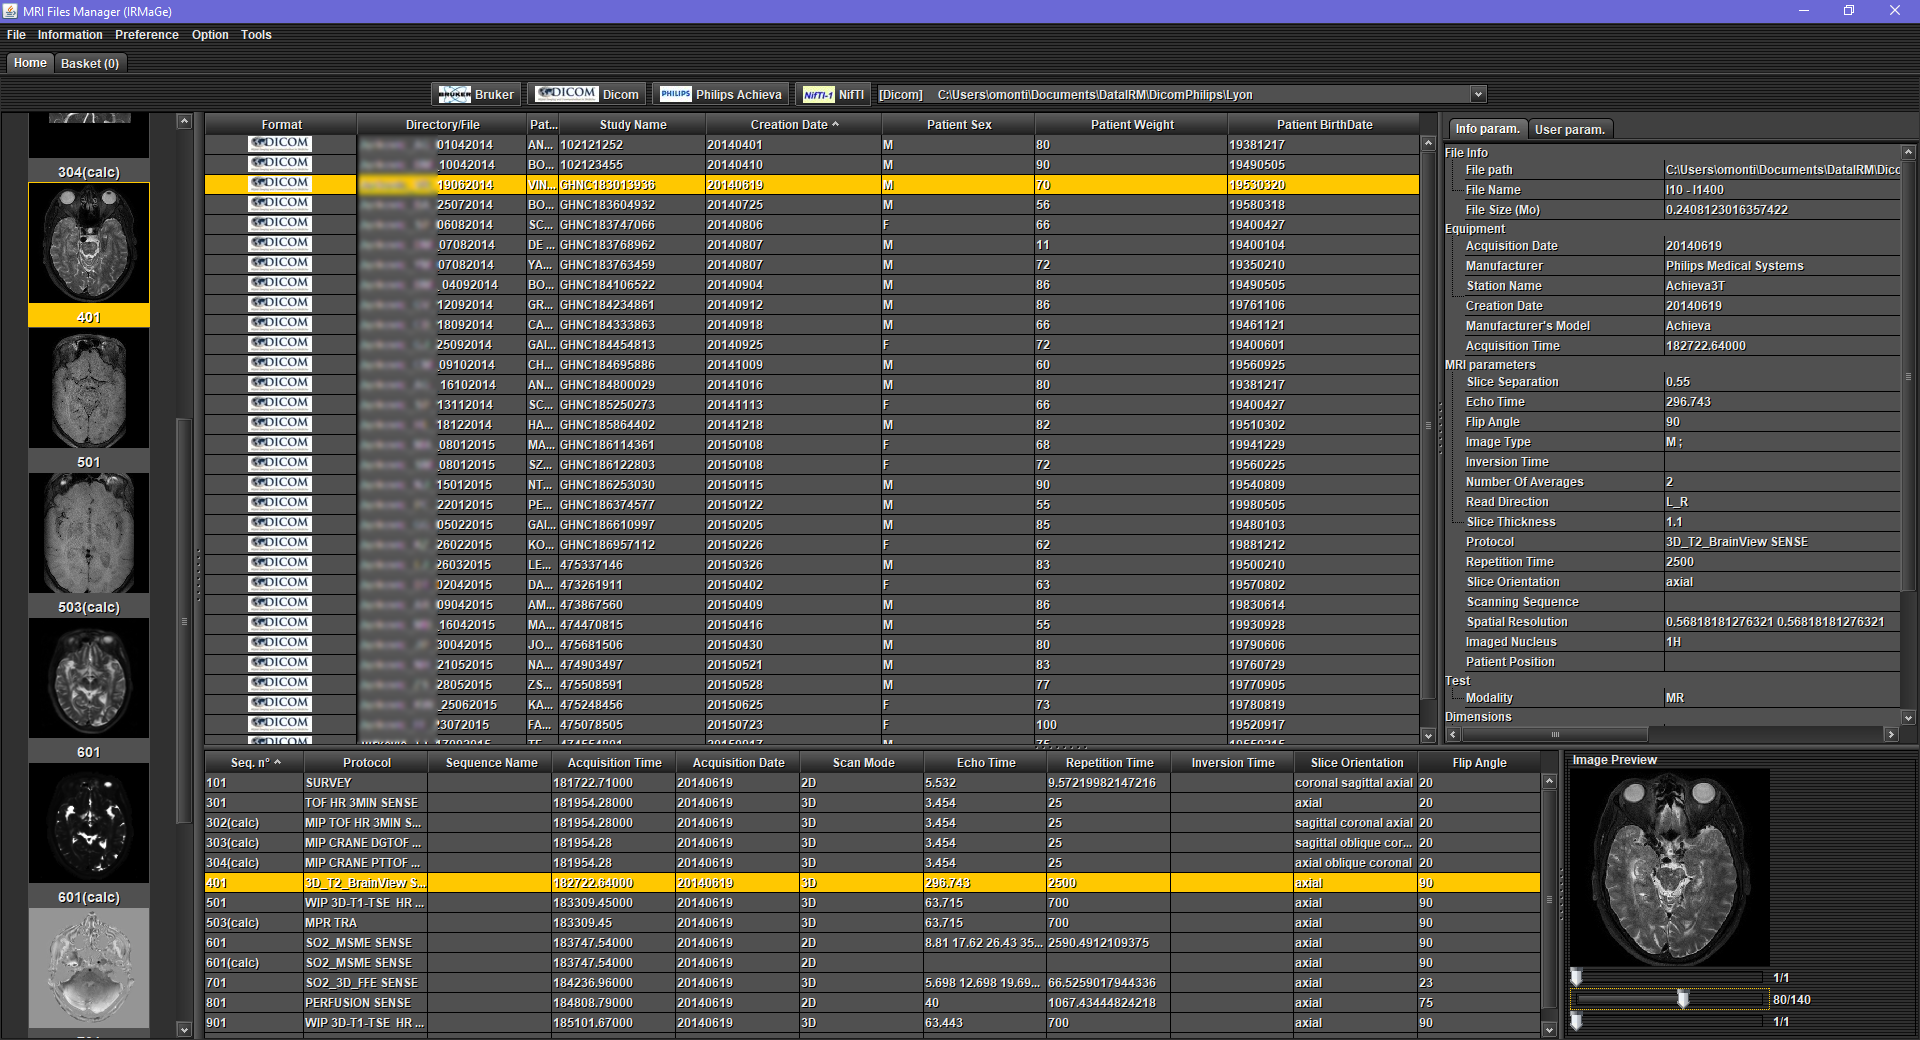 MRI Files Manager (IRMaGe)
File Information Preference Option Tools
Home Basket (0)
BRUKER Bruker DICOM Dicom PHILIPS Philips Achieva NIfTI-1 NIfTI [Dicom] C:\Users\omonti\Documents\DataIRM\DicomPhilips\Lyon
304(calc)
401
501
503(calc)
601
601(calc)
Format Directory/File Pat... Study Name Creation Date Patient Sex Patient Weight Patient BirthDate
DICOM 01042014 AN... 102121252 20140401 M 80 19381217
DICOM _10042014 BO... 102123455 20140410 M 90 19490505
DICOM 19062014 VIN... GHNC183013936 20140619 M 70 19530320
DICOM 25072014 BO... GHNC183604932 20140725 M 56 19580318
DICOM 06082014 SC... GHNC183747066 20140806 F 66 19400427
DICOM _07082014 DE ... GHNC183768962 20140807 M 11 19400104
DICOM 07082014 YA... GHNC183763459 20140807 M 72 19350210
DICOM _04092014 BO... GHNC184106522 20140904 M 86 19490505
DICOM 12092014 GR... GHNC184234861 20140912 M 86 19761106
DICOM 18092014 CA... GHNC184333863 20140918 M 66 19461121
DICOM 25092014 GAI... GHNC184454813 20140925 F 72 19400601
DICOM _09102014 CH... GHNC184695886 20141009 M 60 19560925
DICOM 16102014 AN... GHNC184800029 20141016 M 80 19381217
DICOM 13112014 SC... GHNC185250273 20141113 F 66 19400427
DICOM 18122014 HA... GHNC185864402 20141218 M 82 19510302
DICOM _08012015 MA... GHNC186114361 20150108 F 68 19941229
DICOM _08012015 SZ... GHNC186122803 20150108 F 72 19560225
DICOM 15012015 NT... GHNC186253030 20150115 M 90 19540809
DICOM 22012015 PE... GHNC186374577 20150122 M 55 19980505
DICOM 05022015 GAI... GHNC186610997 20150205 M 85 19480103
DICOM 26022015 KO... GHNC186957112 20150226 F 62 19881212
DICOM 26032015 LE... 475337146 20150326 M 83 19500210
DICOM 02042015 DA... 473261911 20150402 F 63 19570802
DICOM 09042015 AM... 473867560 20150409 M 86 19830614
DICOM _16042015 MA... 474470815 20150416 M 55 19930928
DICOM 30042015 JO... 475681506 20150430 M 80 19790606
DICOM 21052015 NA... 474903497 20150521 M 83 19760729
DICOM 28052015 ZS... 475508591 20150528 M 77 19770905
DICOM _25062015 KA... 475248456 20150625 F 73 19780819
DICOM 23072015 FA... 475078505 20150723 F 100 19520917
Info param. User param.
File Info
File path C:\Users\omonti\Documents\DataIRM\Dicc
File Name I10 - I1400
File Size (Mo) 0.2408123016357422
Equipment
Acquisition Date 20140619
Manufacturer Philips Medical Systems
Station Name Achieva3T
Creation Date 20140619
Manufacturer's Model Achieva
Acquisition Time 182722.64000
MRI parameters
Slice Separation 0.55
Echo Time 296.743
Flip Angle 90
Image Type M ;
Inversion Time
Number Of Averages 2
Read Direction L_R
Slice Thickness 1.1
Protocol 3D_T2_BrainView SENSE
Repetition Time 2500
Slice Orientation axial
Scanning Sequence
Spatial Resolution 0.56818181276321 0.56818181276321
Imaged Nucleus 1H
Patient Position
Test
Modality MR
Dimensions
Seq. n° Protocol Sequence Name Acquisition Time Acquisition Date Scan Mode Echo Time Repetition Time Inversion Time Slice Orientation Flip Angle
101 SURVEY 181722.71000 20140619 2D 5.532 9.57219982147216 coronal sagittal axial 20
301 TOF HR 3MIN SENSE 181954.28000 20140619 3D 3.454 25 axial 20
302(calc) MIP TOF HR 3MIN S... 181954.28000 20140619 3D 3.454 25 sagittal coronal axial 20
303(calc) MIP CRANE DGTOF ... 181954.28 20140619 3D 3.454 25 sagittal oblique cor... 20
304(calc) MIP CRANE PTTOF ... 181954.28 20140619 3D 3.454 25 axial oblique coronal 20
401 3D_T2_BrainView S... 182722.64000 20140619 3D 296.743 2500 axial 90
501 WIP 3D-T1-TSE HR ... 183309.45000 20140619 3D 63.715 700 axial 90
503(calc) MPR TRA 183309.45 20140619 3D 63.715 700 axial 90
601 SO2_MSME SENSE 183747.54000 20140619 2D 8.81 17.62 26.43 35... 2590.4912109375 axial 90
601(calc) SO2_MSME SENSE 183747.54000 20140619 2D axial 90
701 SO2_3D_FFE SENSE 184236.96000 20140619 3D 5.698 12.698 19.69... 66.5259017944336 axial 23
801 PERFUSION SENSE 184808.79000 20140619 2D 40 1067.43444824218 axial 75
901 WIP 3D-T1-TSE HR ... 185101.67000 20140619 3D 63.443 700 axial 90
Image Preview
1/1
80/140
1/1